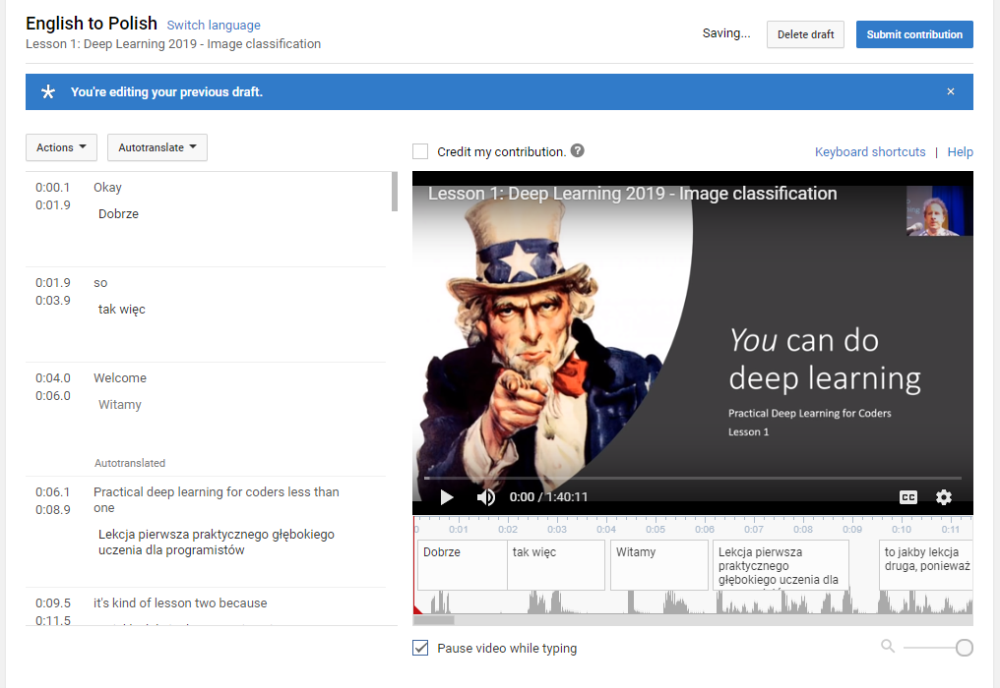 English to Polish Switch language
Lesson 1: Deep Learning 2019 - Image classification
Saving...
Delete draft
Submit contribution
You're editing your previous draft.
×
Actions
Autotranslate
0:00.1 Okay
0:01.9
Dobrze
0:01.9 so
0:03.9
tak więc
0:04.0 Welcome
0:06.0
Witamy
Autotranslated
0:06.1 Practical deep learning for coders less than
0:08.9 one
Lekcja pierwsza praktycznego głębokiego
uczenia dla programistów
0:09.5 it's kind of lesson two because
0:11.5
Credit my contribution. ?
Keyboard shortcuts | Help
Lesson 1: Deep Learning 2019 - Image classification
You can do
deep learning
Practical Deep Learning for Coders
Lesson 1
0:00 / 1:40:11
CC
0 0:01 0:02 0:03 0:04 0:05 0:06 0:07 0:08 0:09 0:10 0:11
Dobrze
tak więc
Witamy
Lekcja pierwsza
praktycznego
głębokiego uczenia dla
to jakby lekcja
druga, ponieważ
Pause video while typing